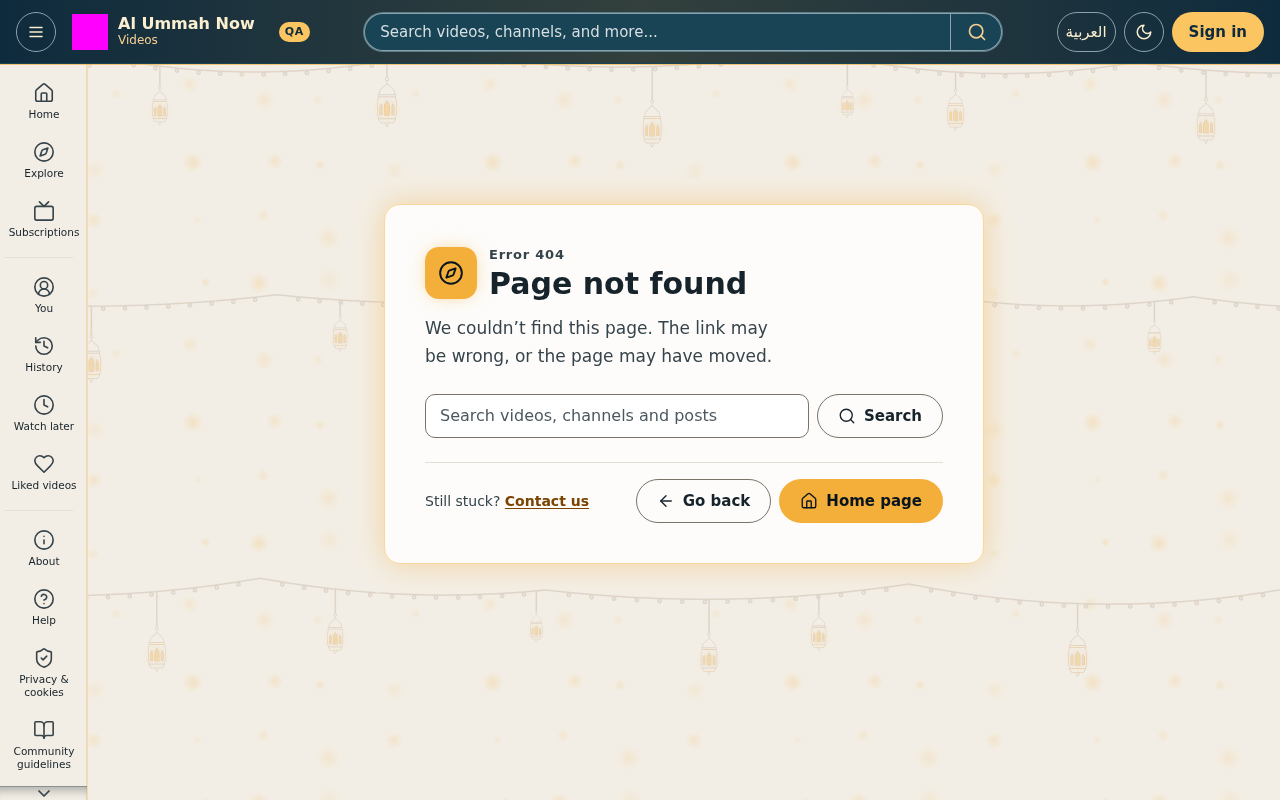 Al Ummah Now
Videos
QA
Search videos, channels, and more...
العربية
Sign in
Home
Explore
Subscriptions
You
History
Watch later
Liked videos
About
Help
Privacy &
cookies
Community
guidelines
Error 404
Page not found
We couldn’t find this page. The link may
be wrong, or the page may have moved.
Search videos, channels and posts
Search
Still stuck? Contact us
Go back
Home page